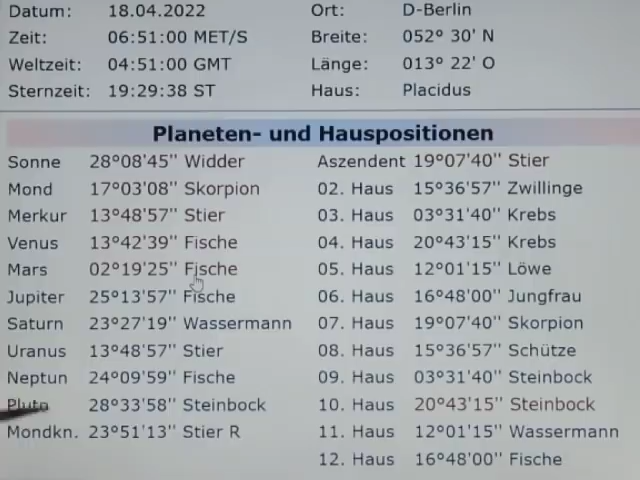 Datum: 18.04.2022 Ort: D-Berlin
Zeit: 06:51:00 MET/S Breite: 052° 30' N
Weltzeit: 04:51:00 GMT Länge: 013° 22' O
Sternzeit: 19:29:38 ST Haus: Placidus
Planeten- und Hauspositionen
Sonne 28°08'45" Widder Aszendent 19°07'40" Stier
Mond 17°03'08" Skorpion 02. Haus 15°36'57" Zwillinge
Merkur 13°48'57" Stier 03. Haus 03°31'40" Krebs
Venus 13°42'39" Fische 04. Haus 20°43'15" Krebs
Mars 02°19'25" Fische 05. Haus 12°01'15" Löwe
Jupiter 25°13'57" Fische 06. Haus 16°48'00" Jungfrau
Saturn 23°27'19" Wassermann 07. Haus 19°07'40" Skorpion
Uranus 13°48'57" Stier 08. Haus 15°36'57" Schütze
Neptun 24°09'59" Fische 09. Haus 03°31'40" Steinbock
Pluto 28°33'58" Steinbock 10. Haus 20°43'15" Steinbock
Mondkn. 23°51'13" Stier R 11. Haus 12°01'15" Wassermann
12. Haus 16°48'00" Fische